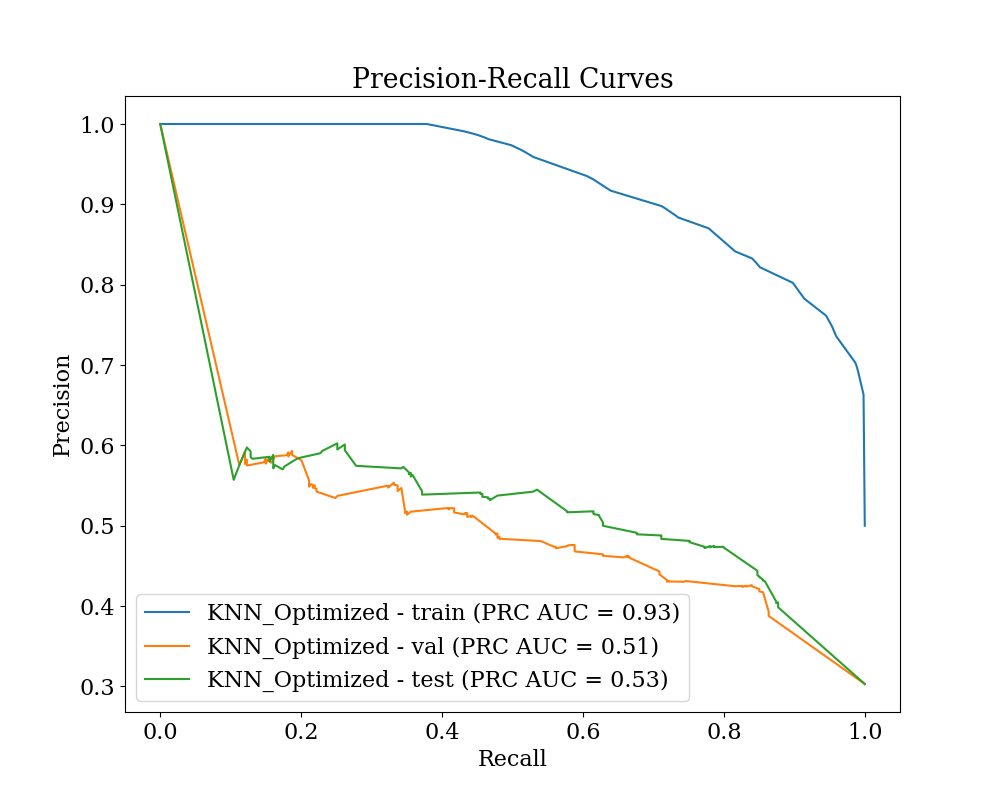 Precision-Recall Curves
1.0
0.9
0.8
0.7
0.6
0.5
0.4
0.3
Precision
KNN_Optimized - train (PRC AUC = 0.93)
KNN_Optimized - val (PRC AUC = 0.51)
KNN_Optimized - test (PRC AUC = 0.53)
0.0 0.2 0.4 0.6 0.8 1.0
Recall